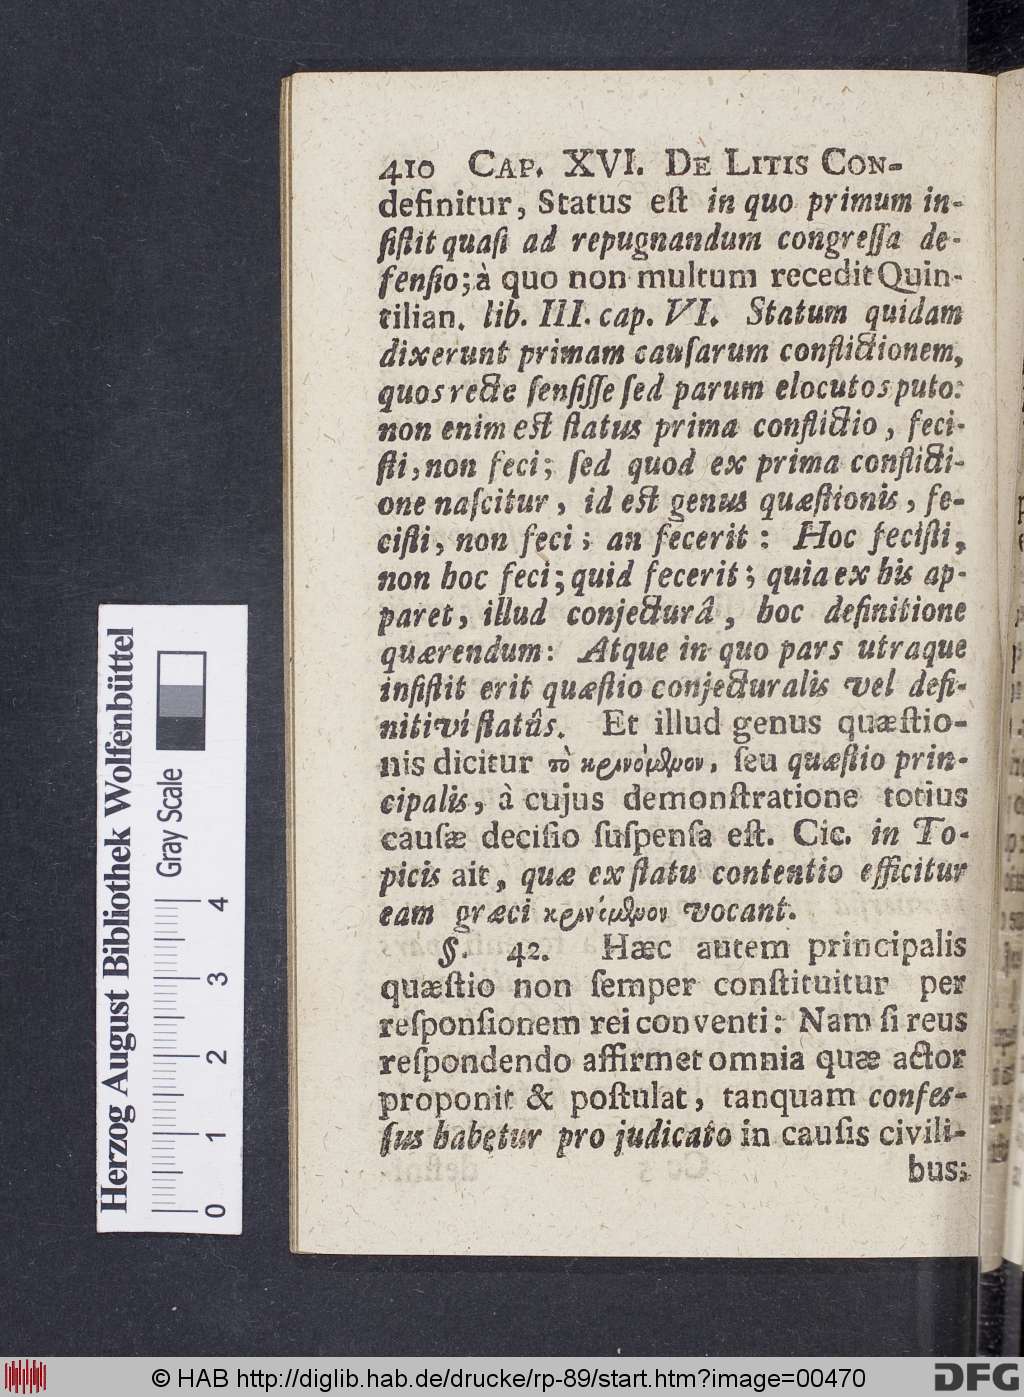 410 CAP. XVI. DE LITIS CON-
definitur, Status eſt in quo primum in-
ſiſtit quaſi ad repugnandum congreſſa de-
fenſio; à quo non multum recedit Quin-
tilian. lib. III. cap. VI. Statum quidam
dixerunt primam cauſarum conflictionem,
quos recte ſenſiſſe ſed parum elocutos puto:
non enim eſt ſtatus prima conflictio, feci-
ſti, non feci; ſed quod ex prima conflicti-
one naſcitur, id eſt genus quæſtionis, fe-
ciſti, non feci; an fecerit: Hoc feciſti,
non hoc feci; quid fecerit; quia ex his ap-
paret, illud conjecturâ, hoc definitione
quærendum: Atque in quo pars utraque
inſiſtit erit quæſtio conjecturalis vel defi-
nitivi ſtatûs. Et illud genus quæſtio-
nis dicitur τὸ κρινόμενον, ſeu quæſtio prin-
cipalis, à cujus demonſtratione totius
cauſæ deciſio ſuſpenſa eſt. Cic. in To-
picis ait, quæ ex ſtatu contentio efficitur
eam græci κρινόμενον vocant.
§. 42. Hæc autem principalis
quæſtio non ſemper conſtituitur per
reſponſionem rei conventi: Nam ſi reus
reſpondendo affirmet omnia quæ actor
proponit & poſtulat, tanquam confeſ-
ſus habetur pro judicato in cauſis civili-
bus;
Herzog August Bibliothek Wolfenbüttel
Gray Scale
0 1 2 3 4
© HAB http://diglib.hab.de/drucke/rp-89/start.htm?image=00470
DFG